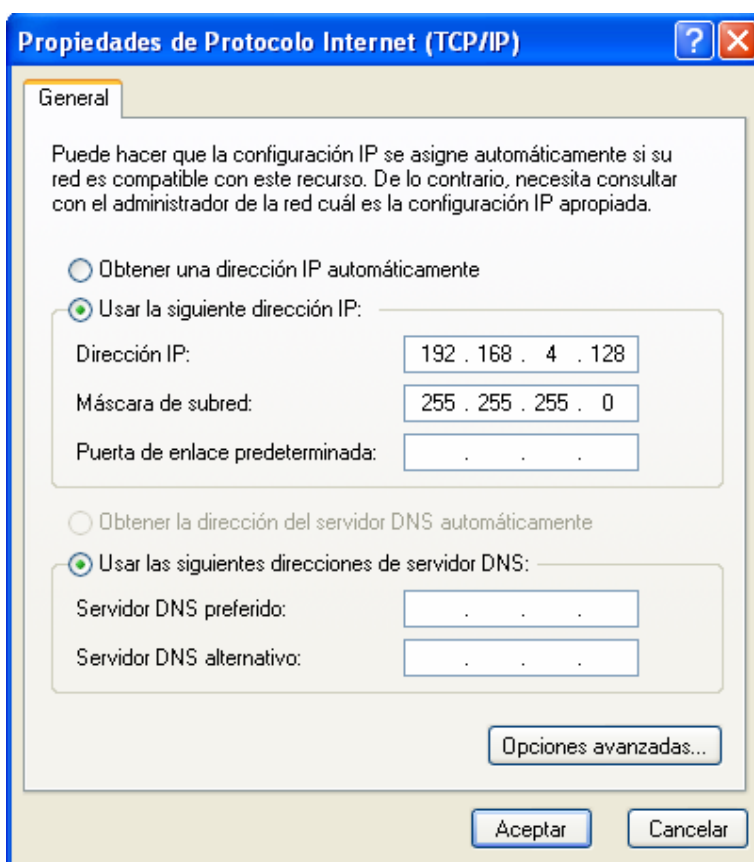 Propiedades de Protocolo Internet (TCP/IP)
General
Puede hacer que la configuración IP se asigne automáticamente si su
red es compatible con este recurso. De lo contrario, necesita consultar
con el administrador de la red cuál es la configuración IP apropiada.
Obtener una dirección IP automáticamente
Usar la siguiente dirección IP:
Dirección IP: 192 . 168 . 4 . 128
Máscara de subred: 255 . 255 . 255 . 0
Puerta de enlace predeterminada: . . .
Obtener la dirección del servidor DNS automáticamente
Usar las siguientes direcciones de servidor DNS:
Servidor DNS preferido: . . .
Servidor DNS alternativo: . . .
Opciones avanzadas...
Aceptar Cancelar